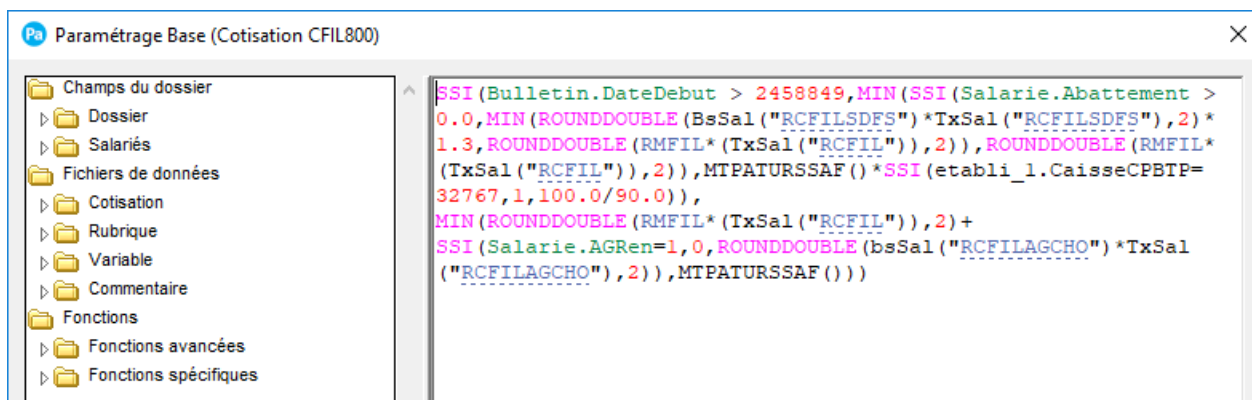 Pa Paramétrage Base (Cotisation CFIL800)
Champs du dossier
Dossier
Salariés
Fichiers de données
Cotisation
Rubrique
Variable
Commentaire
Fonctions
Fonctions avancées
Fonctions spécifiques
SSI(Bulletin.DateDebut > 2458849,MIN(SSI(Salarie.Abattement >
0.0,MIN(ROUNDDOUBLE(BsSal("RCFILSDFS")*TxSal("RCFILSDFS"),2)*
1.3,ROUNDDOUBLE(RMFIL*(TxSal("RCFIL")),2)),ROUNDDOUBLE(RMFIL*
(TxSal("RCFIL")),2)),MTPATURSSAF()*SSI(etabli_1.CaisseCPBTP=
32767,1,100.0/90.0)),
MIN(ROUNDDOUBLE(RMFIL*(TxSal("RCFIL")),2)+
SSI(Salarie.AGRen=1,0,ROUNDDOUBLE(bsSal("RCFILAGCHO")*TxSal
("RCFILAGCHO"),2)),MTPATURSSAF()))